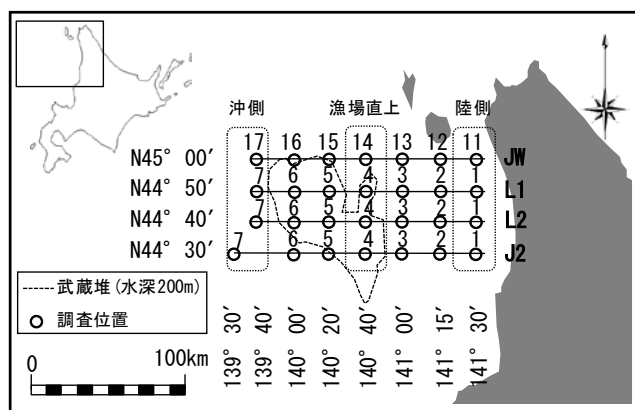 沖側 漁場直上 陸側
17 16 15 14 13 12 11
N45° 00′ JW
7 6 5 4 3 2 1
N44° 50′ L1
7 6 5 4 3 2 1
N44° 40′ L2
7 6 5 4 3 2 1
N44° 30′ J2
武蔵堆(水深200m)
調査位置
0 100km
139° 30′
139° 40′
140° 00′
140° 20′
140° 40′
141° 00′
141° 15′
141° 30′